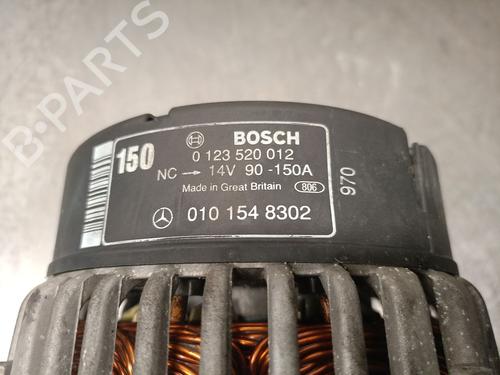 B-PARTS
150
BOSCH
0 123 520 012
NC → 14V 90 -150A
Made in Great Britain 806
010 154 8302
970